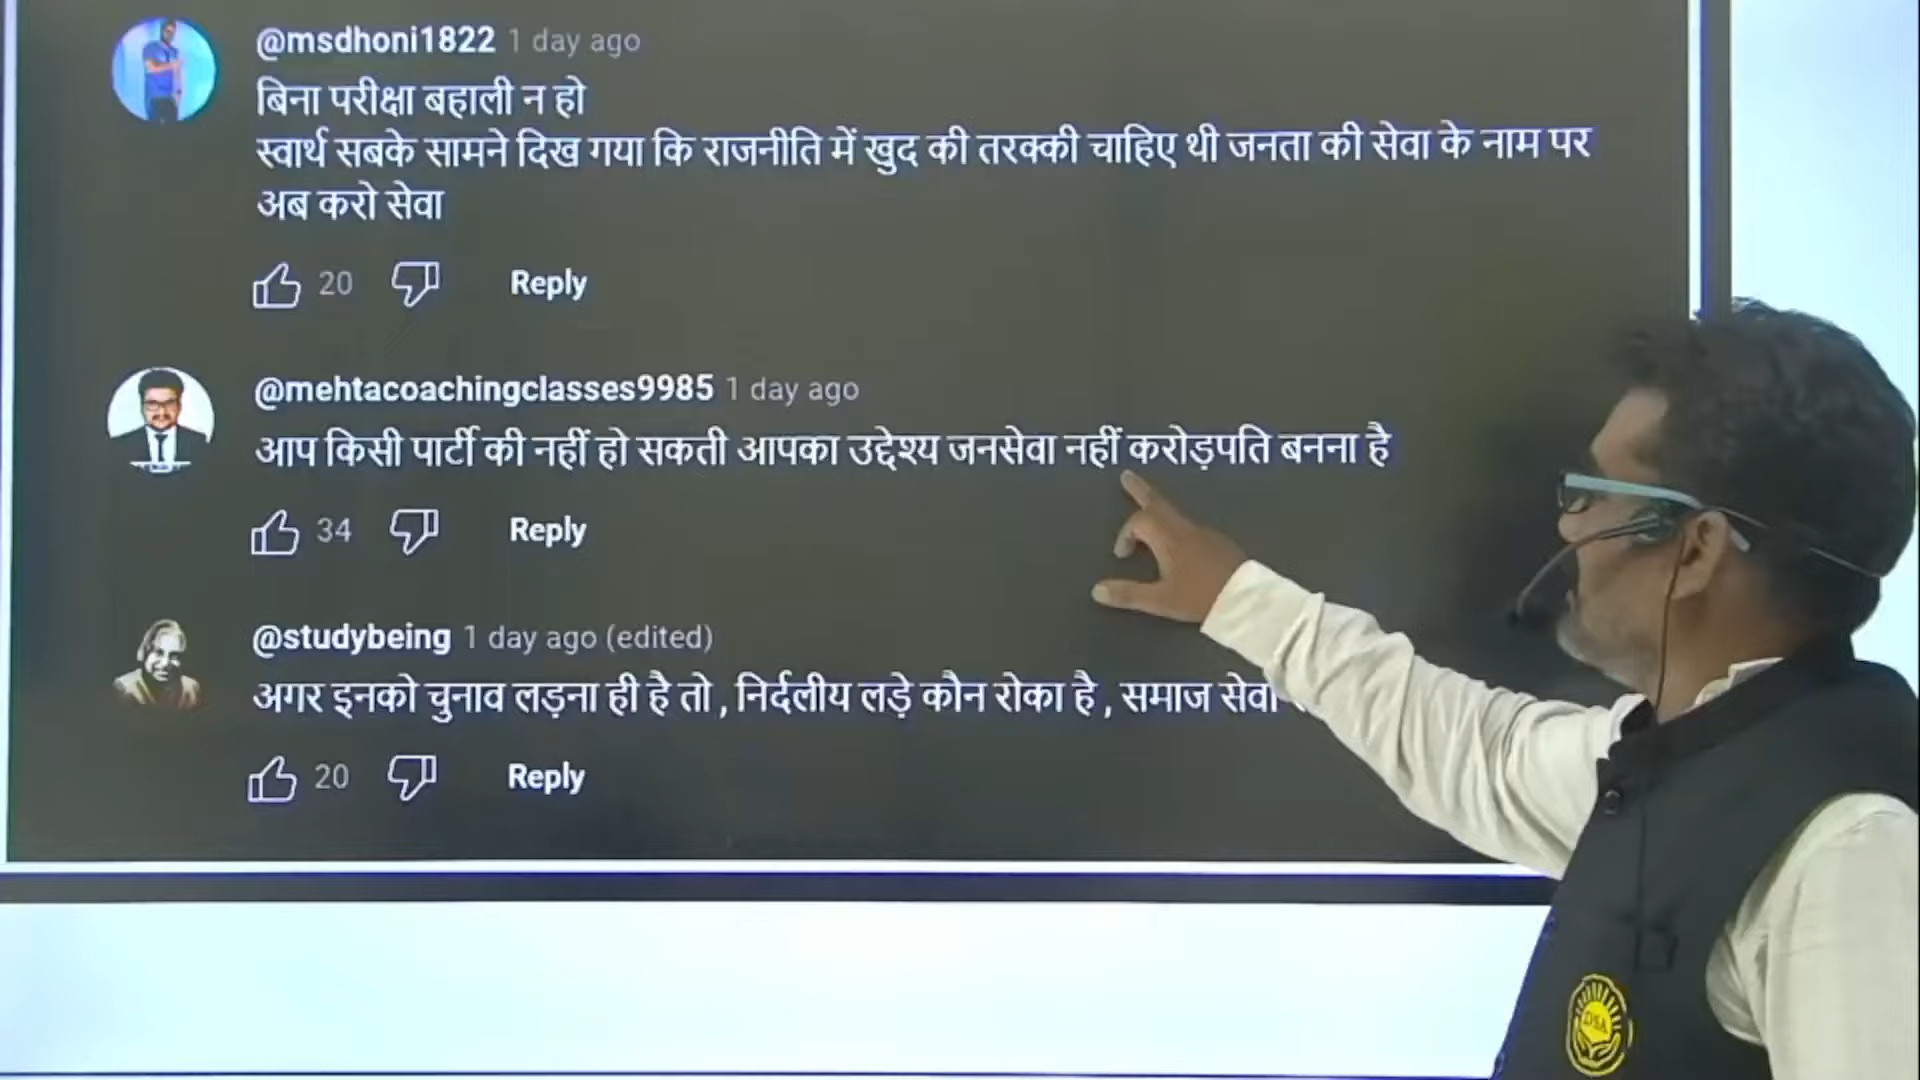 @msdhoni1822 1 day ago
बिना परीक्षा बहाली न हो
स्वार्थ सबके सामने दिख गया कि राजनीति में खुद की तरक्की चाहिए थी जनता की सेवा के नाम पर
अब करो सेवा
20 Reply
@mehtacoachingclasses9985 1 day ago
आप किसी पार्टी की नहीं हो सकती आपका उद्देश्य जनसेवा नहीं करोड़पति बनना है
34 Reply
@studybeing 1 day ago (edited)
अगर इनको चुनाव लड़ना ही है तो , निर्दलीय लड़े कौन रोका है , समाज सेवा
20 Reply
DSA